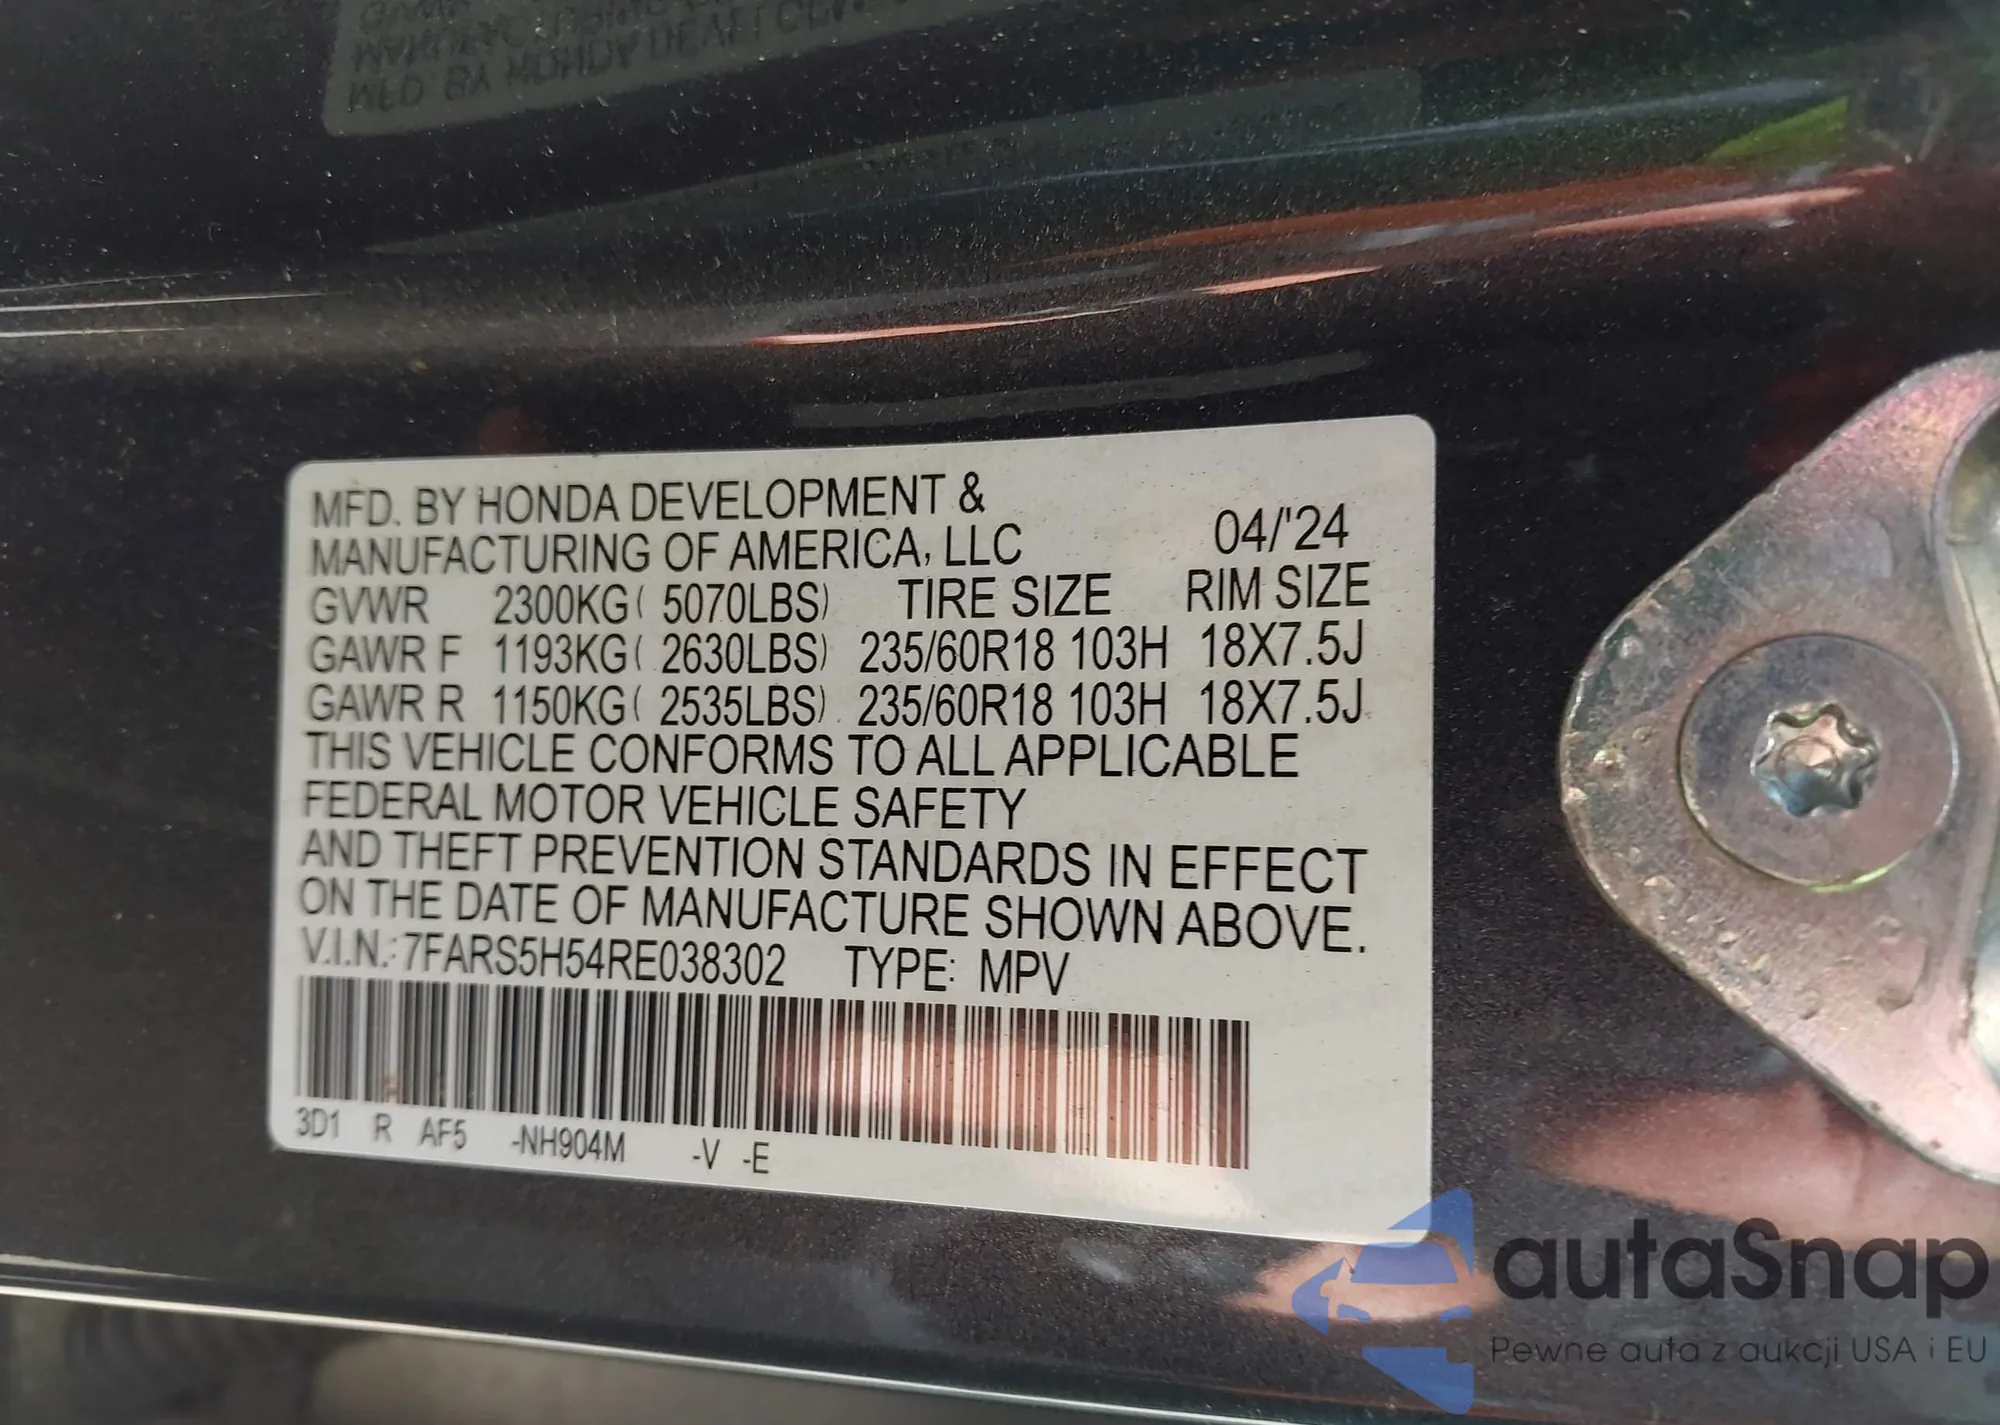 MFD. BY HONDA DEVELOPMENT &
MANUFACTURING OF AMERICA, LLC 04/'24
GVWR 2300KG( 5070LBS) TIRE SIZE RIM SIZE
GAWR F 1193KG( 2630LBS) 235/60R18 103H 18X7.5J
GAWR R 1150KG( 2535LBS) 235/60R18 103H 18X7.5J
THIS VEHICLE CONFORMS TO ALL APPLICABLE
FEDERAL MOTOR VEHICLE SAFETY
AND THEFT PREVENTION STANDARDS IN EFFECT
ON THE DATE OF MANUFACTURE SHOWN ABOVE.
V.I.N.: 7FARS5H54RE038302 TYPE: MPV
3D1 R AF5 -NH904M -V -E
autaSnap
Pewne auta z aukcji USA i EU